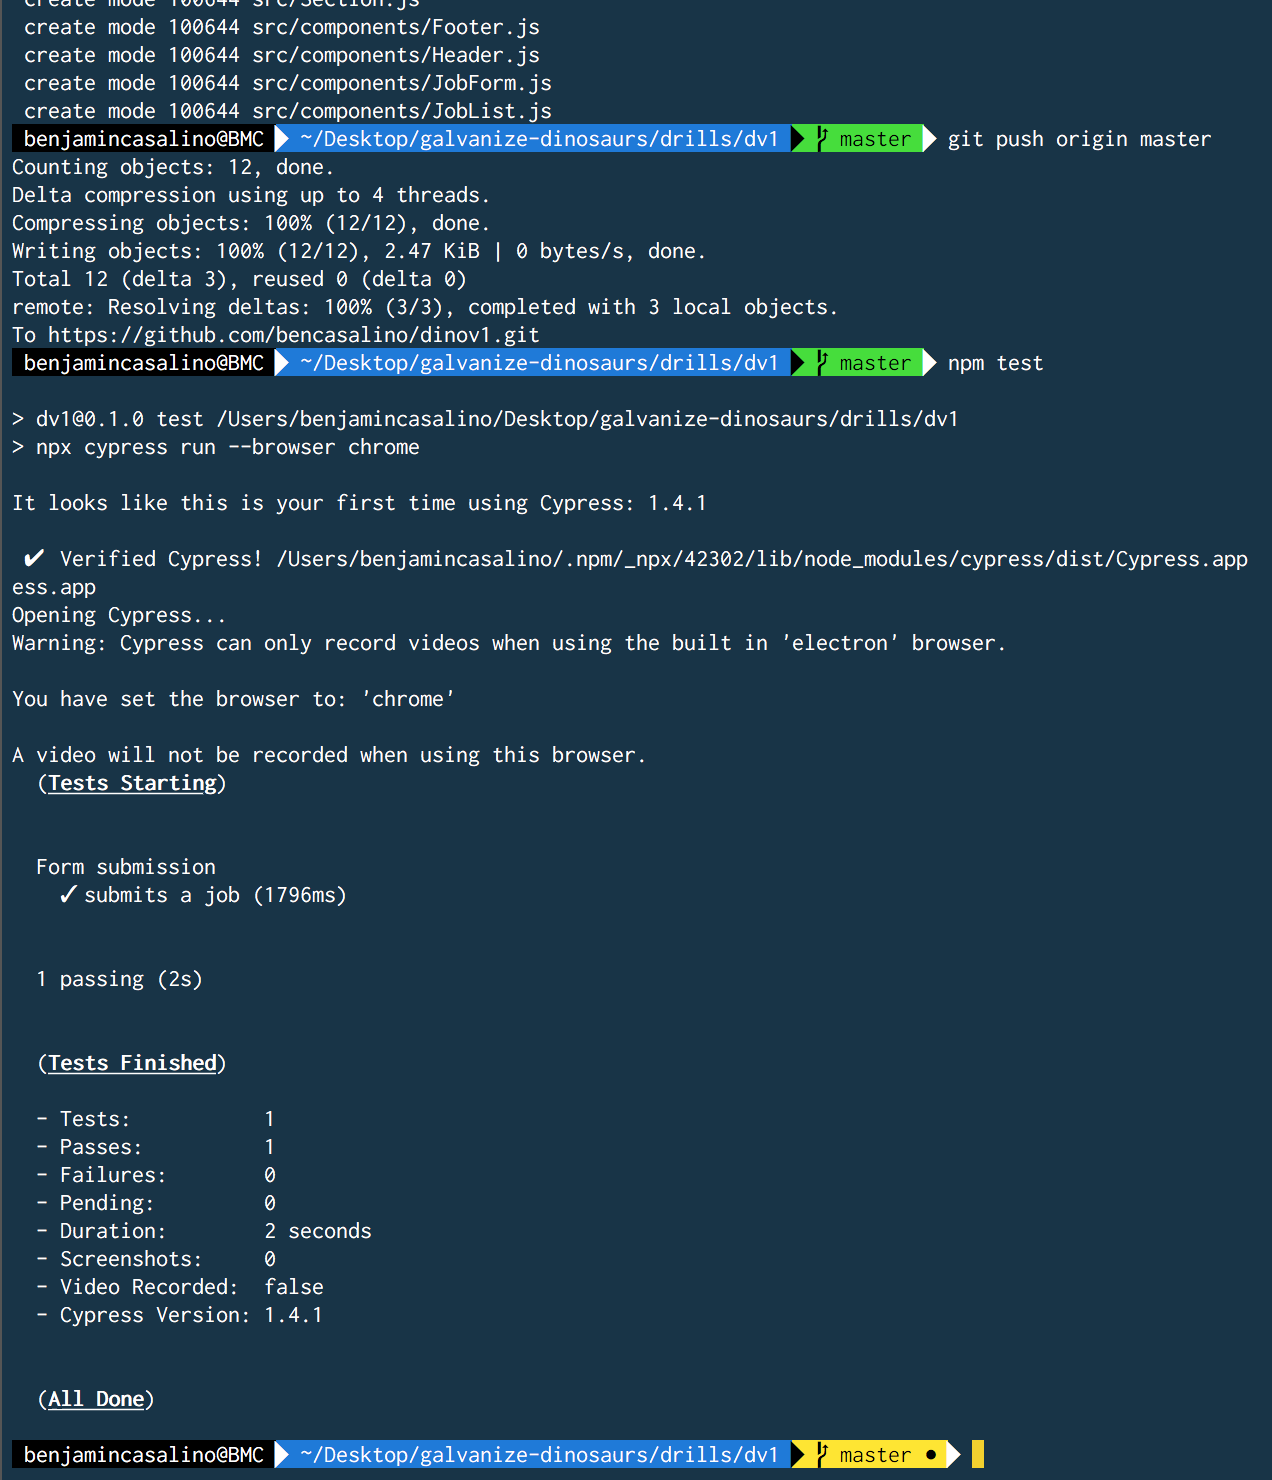 create mode 100644 src/Section.js
create mode 100644 src/components/Footer.js
create mode 100644 src/components/Header.js
create mode 100644 src/components/JobForm.js
create mode 100644 src/components/JobList.js
benjamincasalino@BMC ~/Desktop/galvanize-dinosaurs/drills/dv1 master git push origin master
Counting objects: 12, done.
Delta compression using up to 4 threads.
Compressing objects: 100% (12/12), done.
Writing objects: 100% (12/12), 2.47 KiB | 0 bytes/s, done.
Total 12 (delta 3), reused 0 (delta 0)
remote: Resolving deltas: 100% (3/3), completed with 3 local objects.
To https://github.com/bencasalino/dinov1.git
benjamincasalino@BMC ~/Desktop/galvanize-dinosaurs/drills/dv1 master npm test
> dv1@0.1.0 test /Users/benjamincasalino/Desktop/galvanize-dinosaurs/drills/dv1
> npx cypress run --browser chrome
It looks like this is your first time using Cypress: 1.4.1
✔ Verified Cypress! /Users/benjamincasalino/.npm/_npx/42302/lib/node_modules/cypress/dist/Cypress.app
ess.app
Opening Cypress...
Warning: Cypress can only record videos when using the built in 'electron' browser.
You have set the browser to: 'chrome'
A video will not be recorded when using this browser.
(Tests Starting)
Form submission
✓ submits a job (1796ms)
1 passing (2s)
(Tests Finished)
- Tests: 1
- Passes: 1
- Failures: 0
- Pending: 0
- Duration: 2 seconds
- Screenshots: 0
- Video Recorded: false
- Cypress Version: 1.4.1
(All Done)
benjamincasalino@BMC ~/Desktop/galvanize-dinosaurs/drills/dv1 master ●